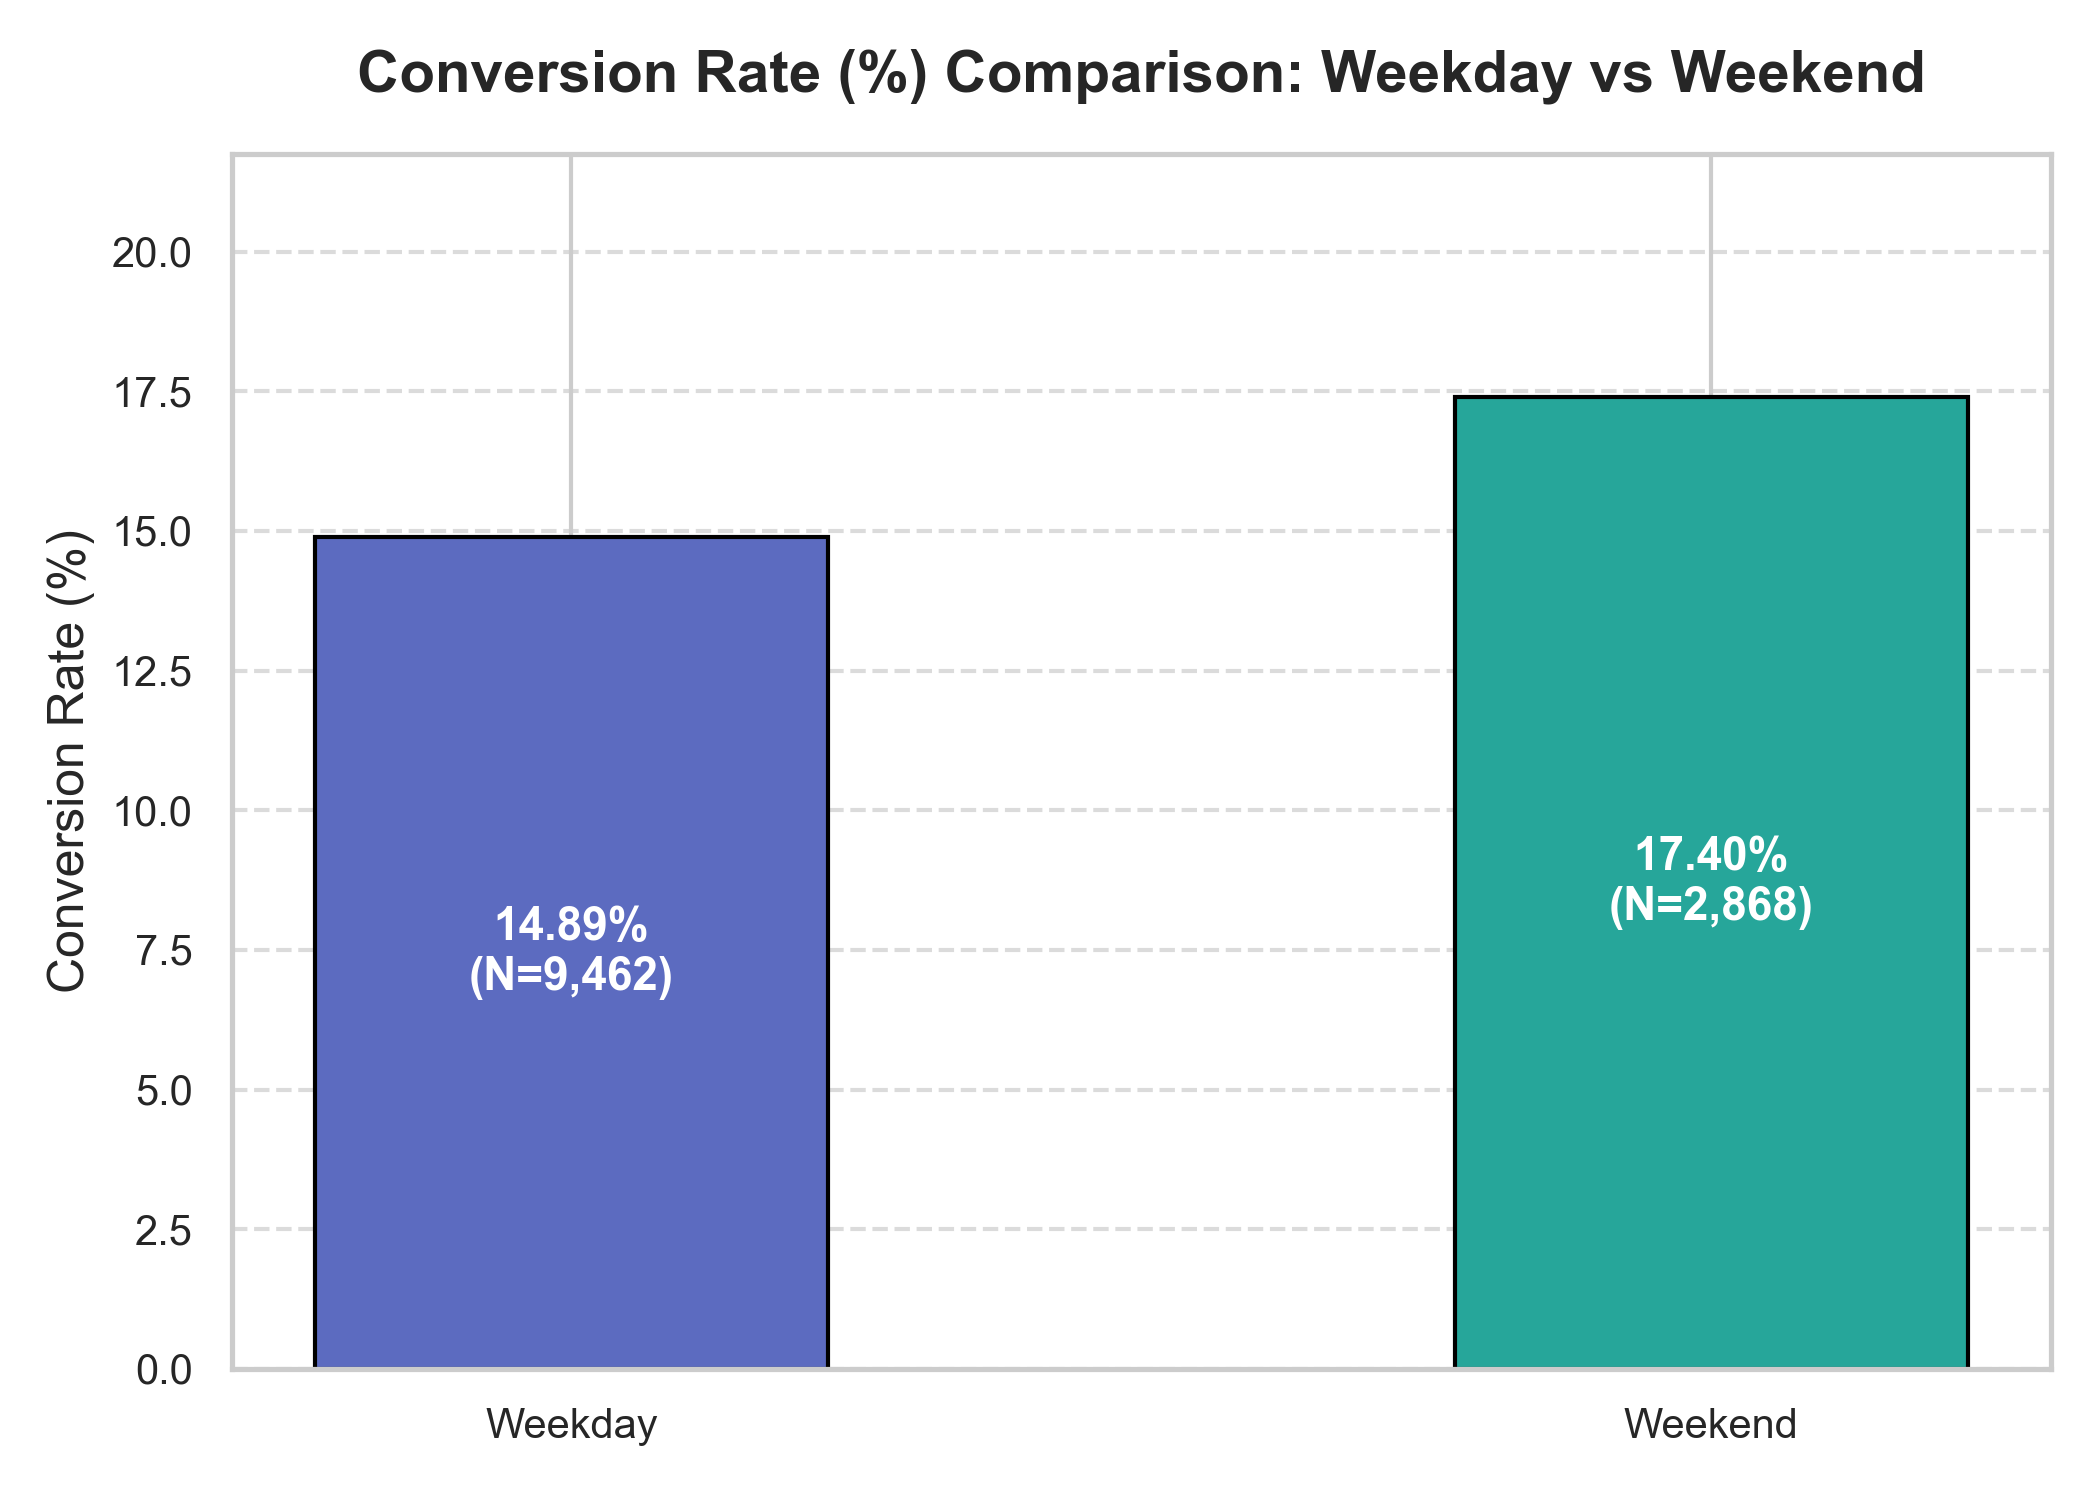 Conversion Rate (%) Comparison: Weekday vs Weekend
Conversion Rate (%)
20.0
17.5
15.0
12.5
10.0
7.5
5.0
2.5
0.0
14.89%
(N=9,462)
17.40%
(N=2,868)
Weekday
Weekend